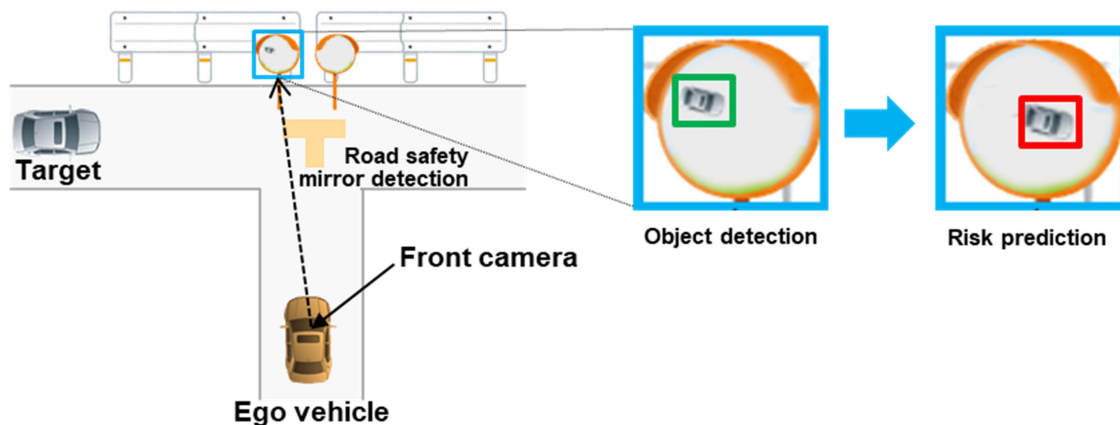 Target
Road safety
mirror detection
Front camera
Ego vehicle
Object detection
Risk prediction